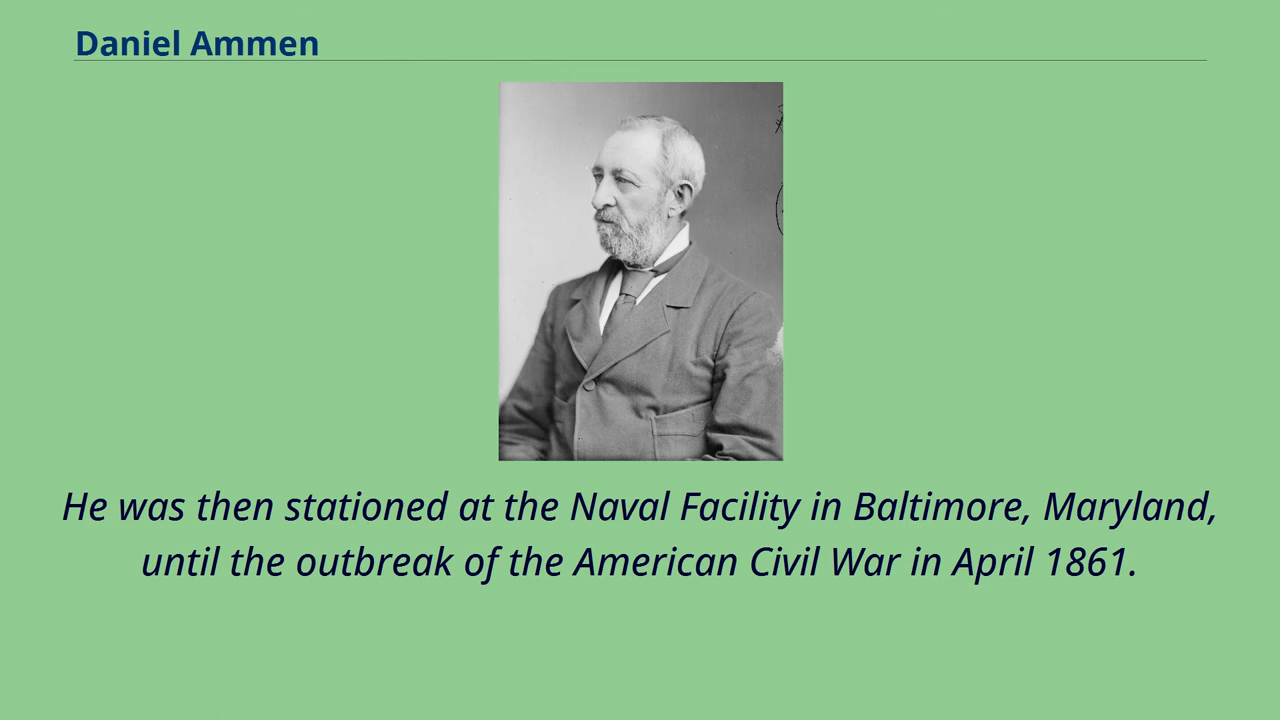 Daniel Ammen
He was then stationed at the Naval Facility in Baltimore, Maryland,
until the outbreak of the American Civil War in April 1861.